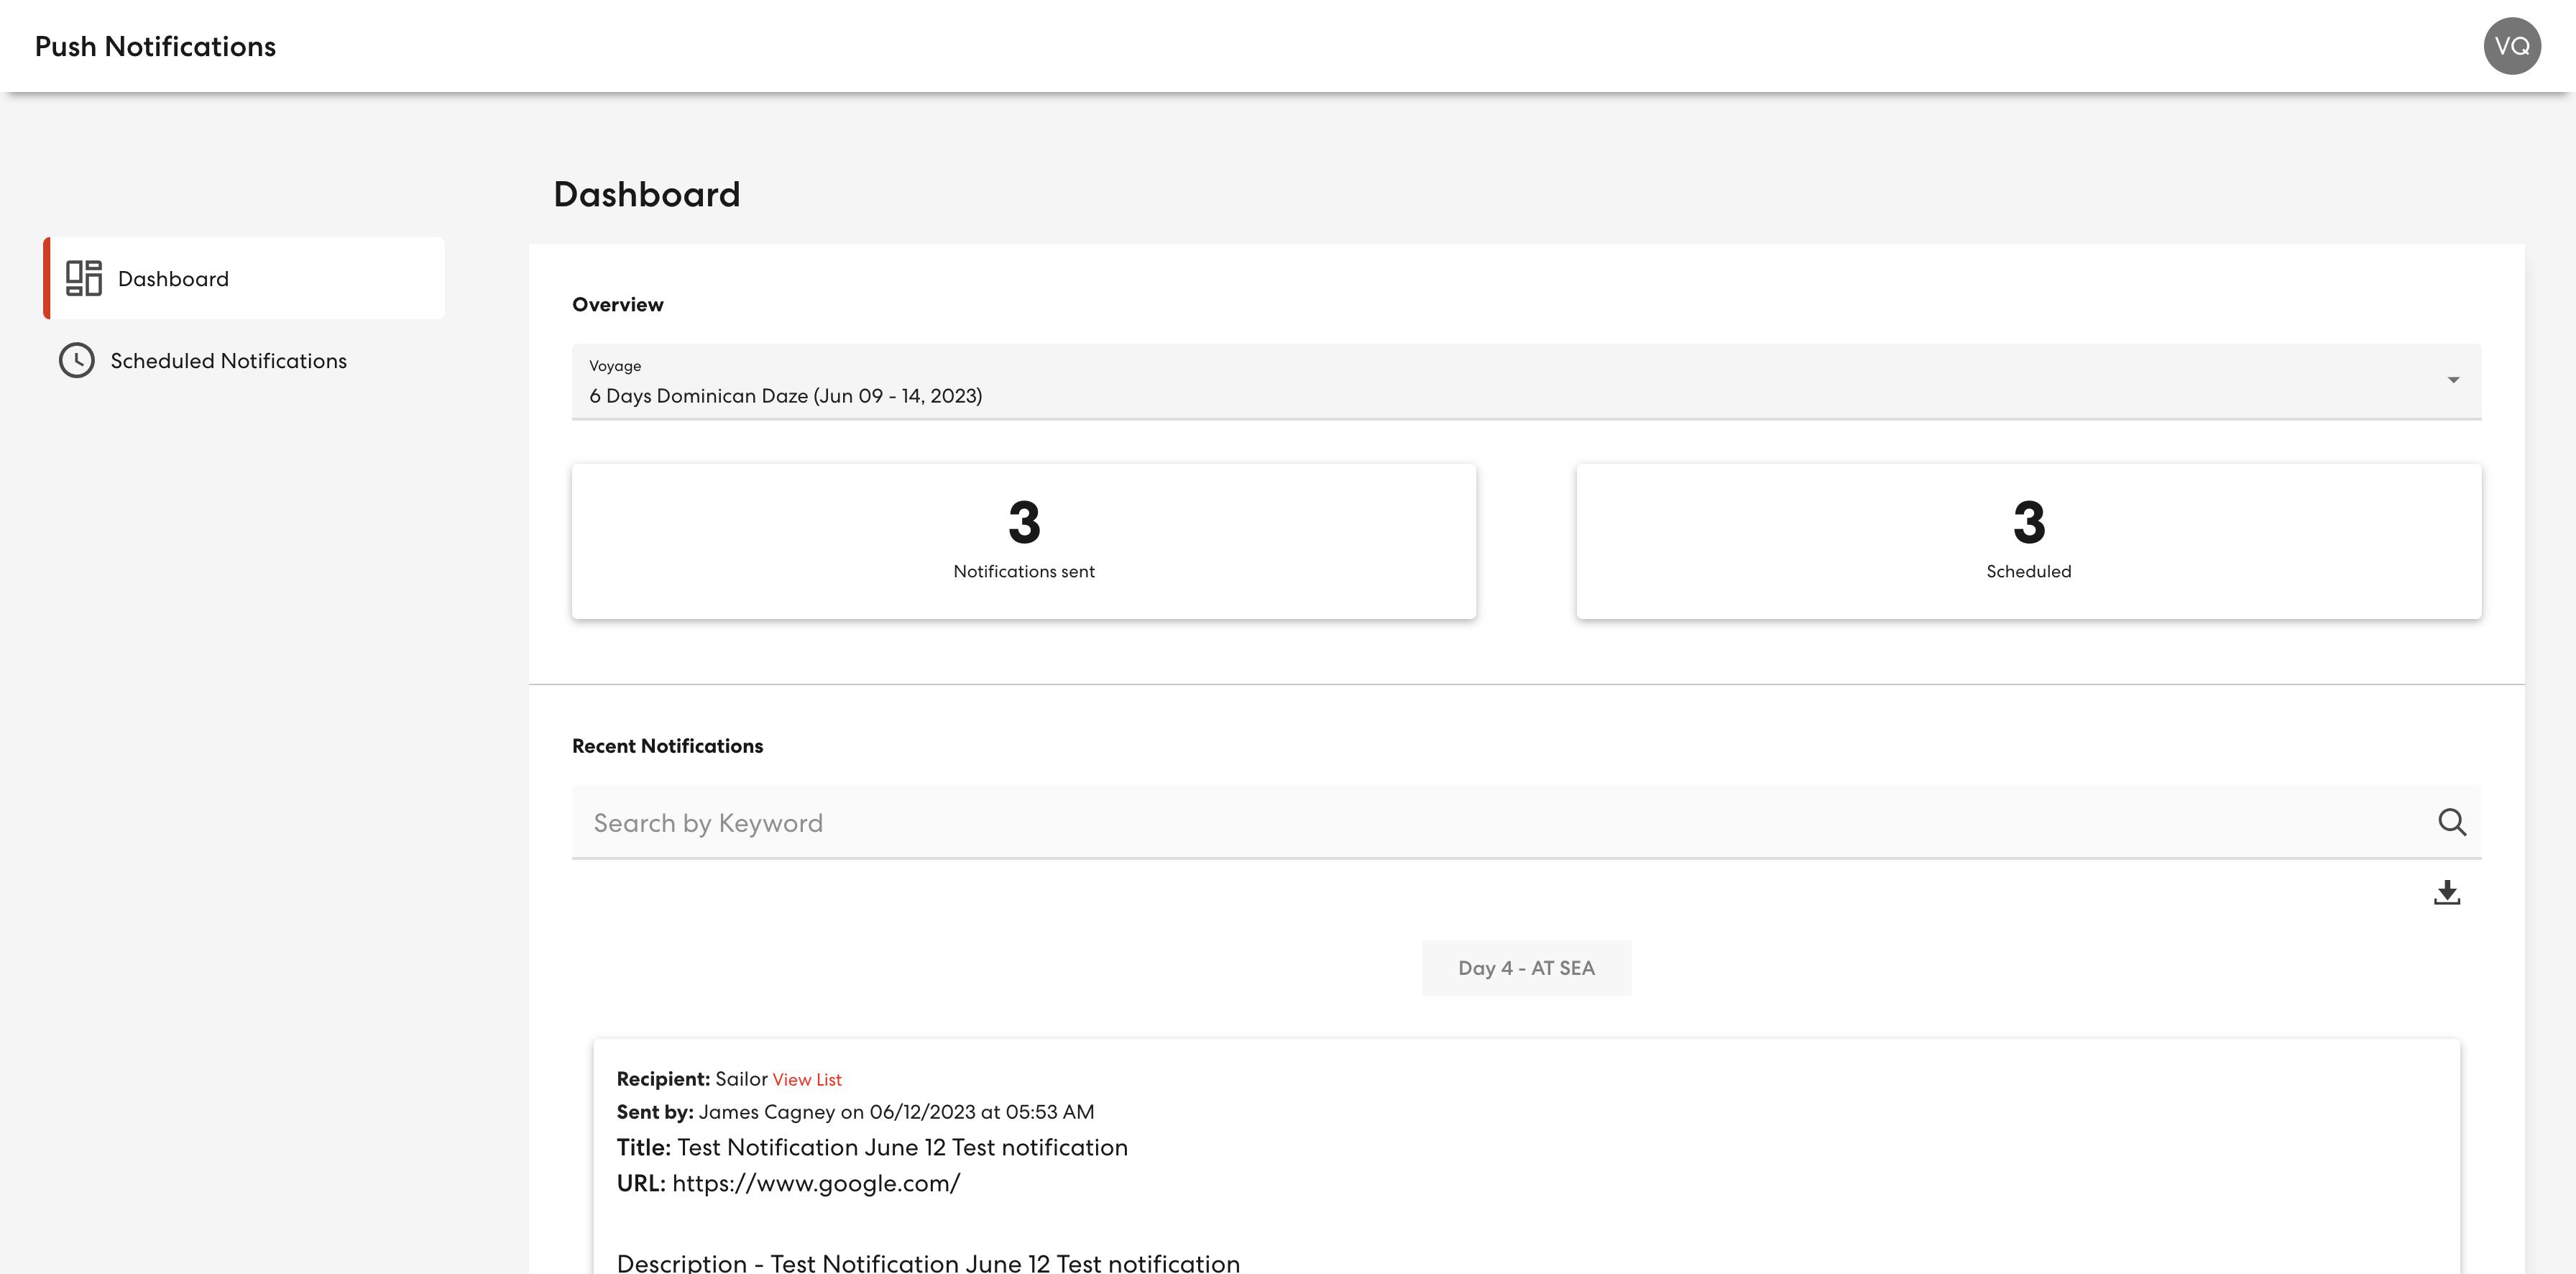 Push Notifications
VQ
Dashboard
Dashboard
Scheduled Notifications
Overview
Voyage
6 Days Dominican Daze (Jun 09 - 14, 2023)
3
Notifications sent
3
Scheduled
Recent Notifications
Search by Keyword
Day 4 - AT SEA
Recipient: Sailor View List
Sent by: James Cagney on 06/12/2023 at 05:53 AM
Title: Test Notification June 12 Test notification
URL: https://www.google.com/
Description - Test Notification June 12 Test notification